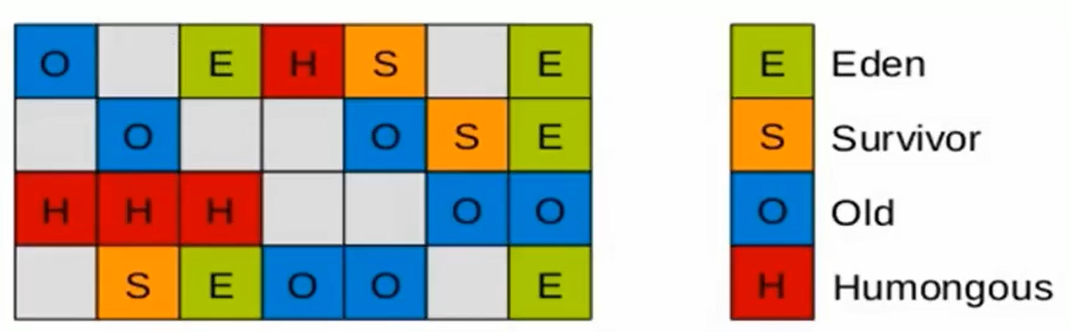 O E H S E E Eden
O O S E S Survivor
H H H O O O Old
S E O O E H Humongous